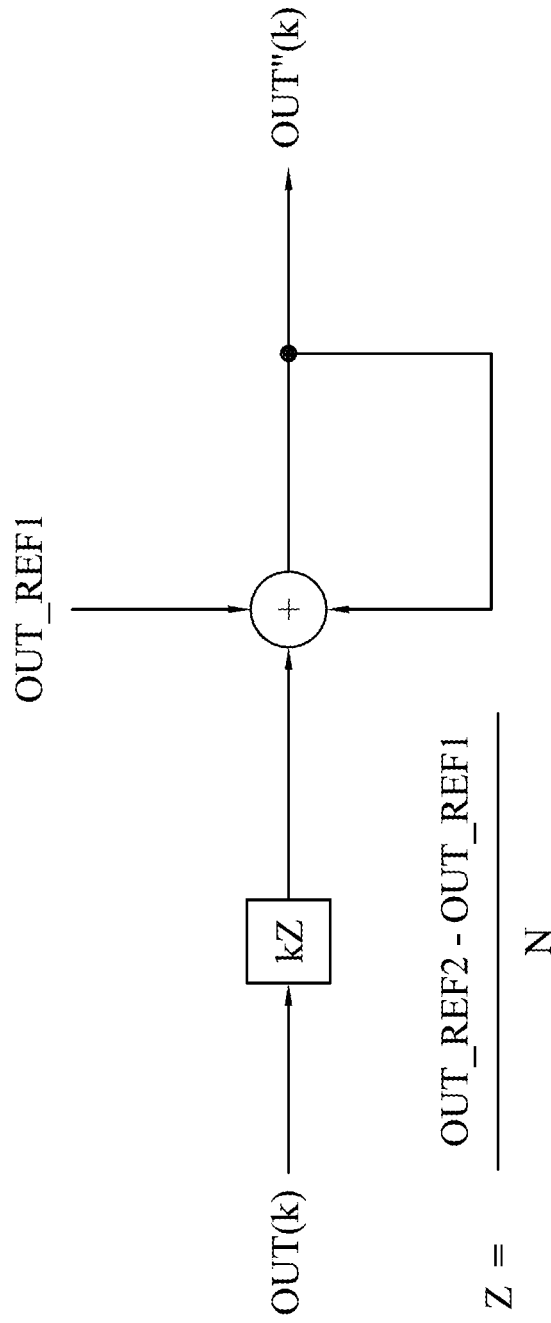 OUT_REF1
OUT(k)
kZ
+
OUT"(k)
Z = OUT_REF2 - OUT_REF1
N